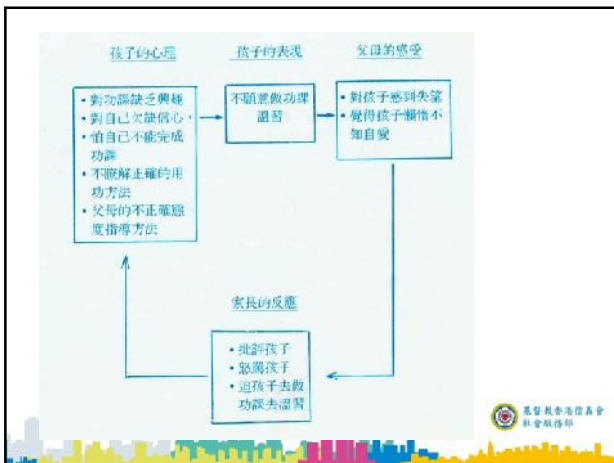 孩子的心理
孩子的表現
父母的感受
• 對功課缺乏興趣
• 對自己欠缺信心，
• 怕自己不能完成
功課
• 不瞭解正確的用
功方法
• 父母的不正確態
度指導方法
不願意做功課
溫習
• 對孩子感到失望
• 覺得孩子懶惰不
知自愛
家長的反應
• 批評孩子
• 怒罵孩子
• 迫孩子去做
功課去溫習
基督教香港信義會
社會服務部